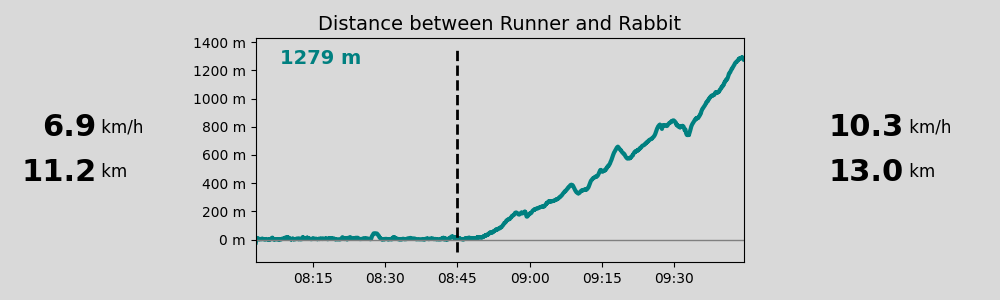 Distance between Runner and Rabbit
1400 m
1279 m
1200 m
1000 m
800 m
600 m
400 m
200 m
0 m
08:15 08:30 08:45 09:00 09:15 09:30
6.9 km/h
11.2 km
10.3 km/h
13.0 km